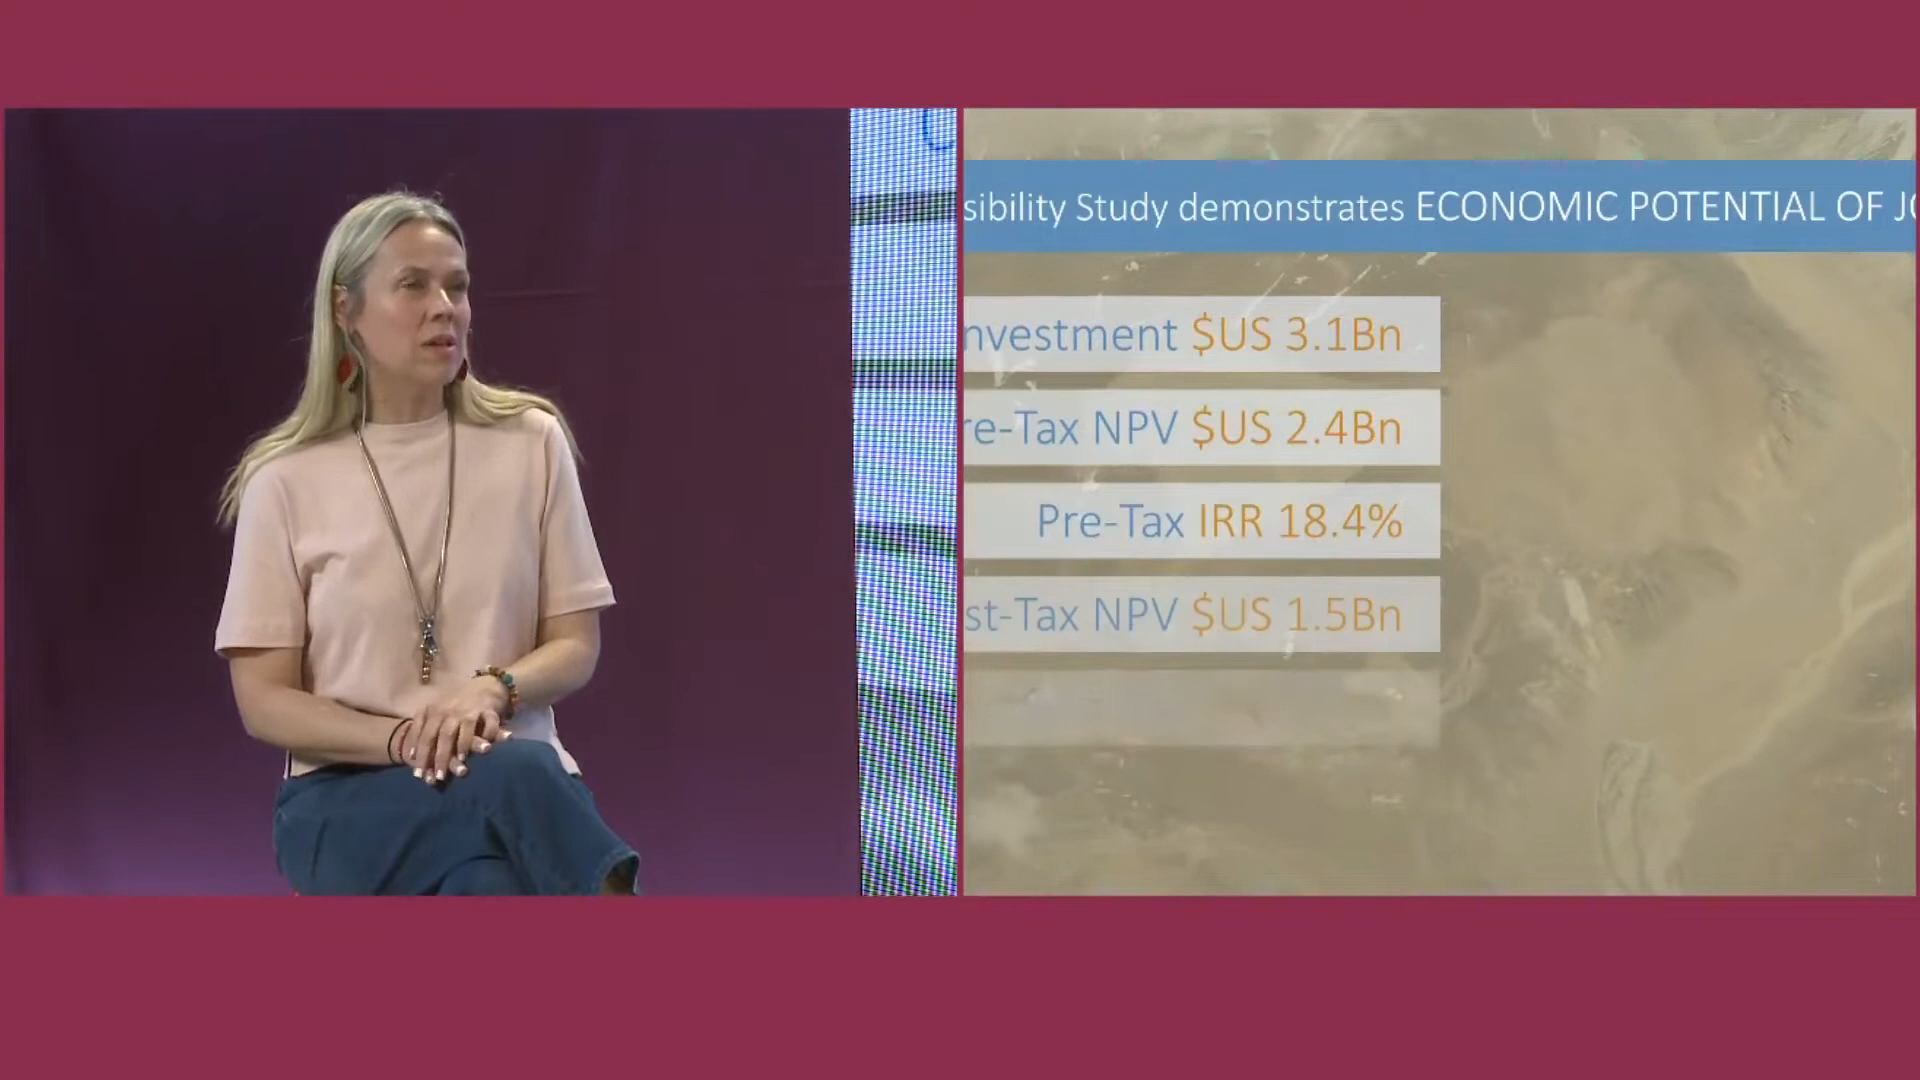 sibility Study demonstrates ECONOMIC POTENTIAL OF J
nvestment $US 3.1Bn
re-Tax NPV $US 2.4Bn
Pre-Tax IRR 18.4%
st-Tax NPV $US 1.5Bn